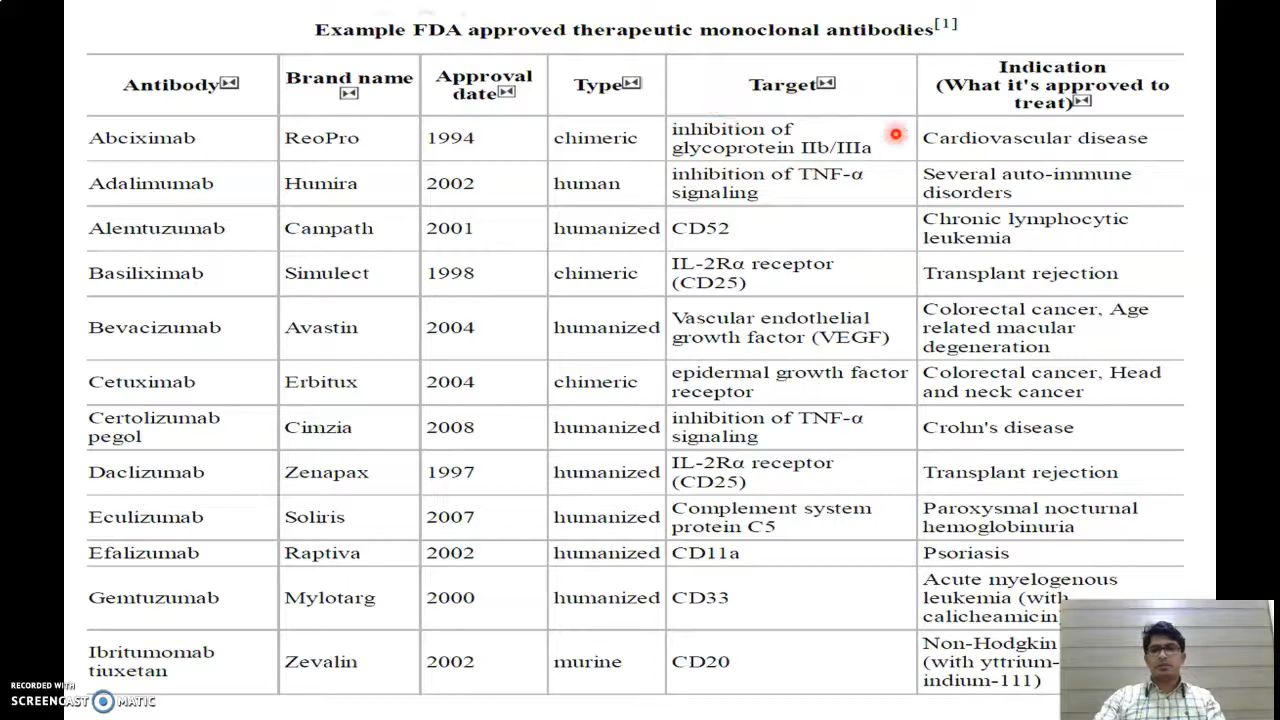 Example FDA approved therapeutic monoclonal antibodies[1]
Antibody Brand name Approval date Type Target Indication (What it's approved to treat)
Abciximab ReoPro 1994 chimeric inhibition of glycoprotein IIb/IIIa Cardiovascular disease
Adalimumab Humira 2002 human inhibition of TNF-α signaling Several auto-immune disorders
Alemtuzumab Campath 2001 humanized CD52 Chronic lymphocytic leukemia
Basiliximab Simulect 1998 chimeric IL-2Rα receptor (CD25) Transplant rejection
Bevacizumab Avastin 2004 humanized Vascular endothelial growth factor (VEGF) Colorectal cancer, Age related macular degeneration
Cetuximab Erbitux 2004 chimeric epidermal growth factor receptor Colorectal cancer, Head and neck cancer
Certolizumab pegol Cimzia 2008 humanized inhibition of TNF-α signaling Crohn's disease
Daclizumab Zenapax 1997 humanized IL-2Rα receptor (CD25) Transplant rejection
Eculizumab Soliris 2007 humanized Complement system protein C5 Paroxysmal nocturnal hemoglobinuria
Efalizumab Raptiva 2002 humanized CD11a Psoriasis
Gemtuzumab Mylotarg 2000 humanized CD33 Acute myelogenous leukemia (with calicheamicin
Ibritumomab tiuxetan Zevalin 2002 murine CD20 Non-Hodgkin (with yttrium- indium-111)
RECORDED WITH
SCREENCAST MATIC